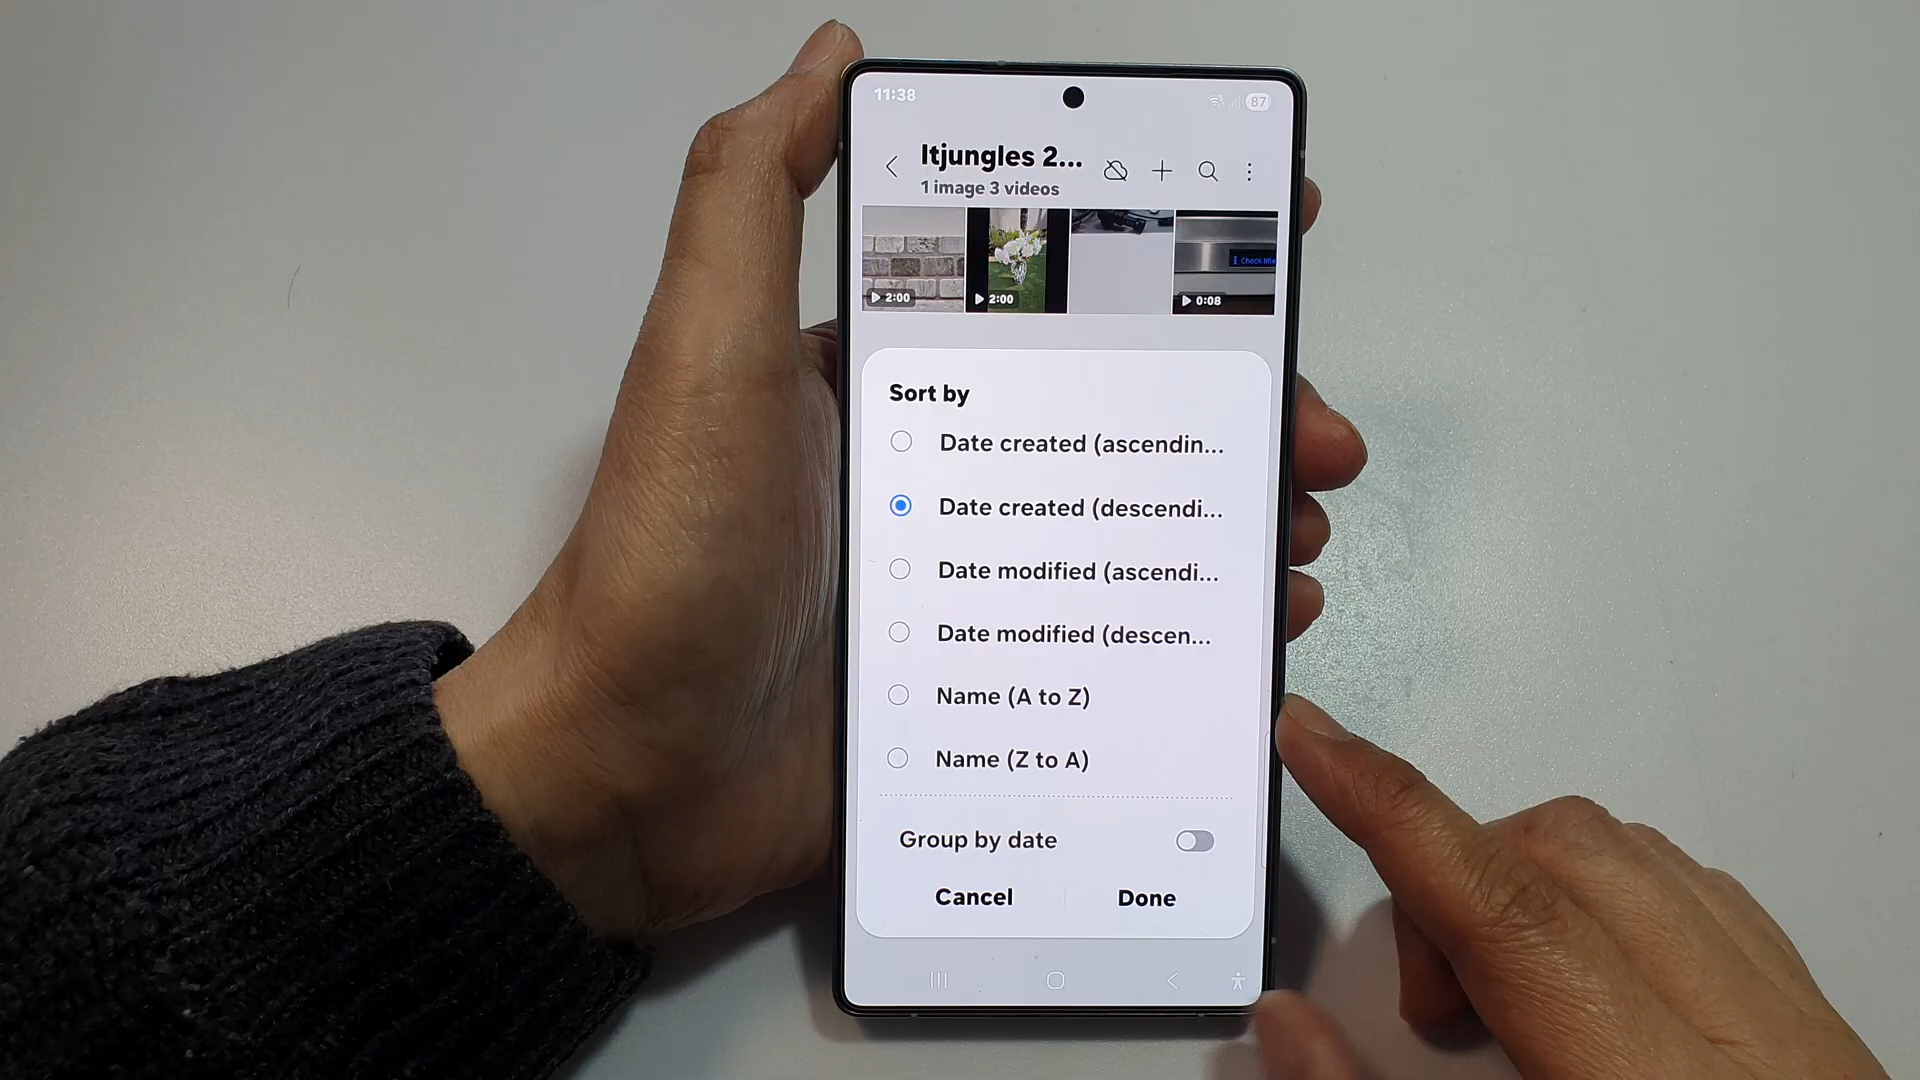 11:38
87
Itjungles 2...
1 image 3 videos
2:00
2:00
0:08
Sort by
Date created (ascendin...
Date created (descendi...
Date modified (ascendi...
Date modified (descen...
Name (A to Z)
Name (Z to A)
Group by date
Cancel
Done